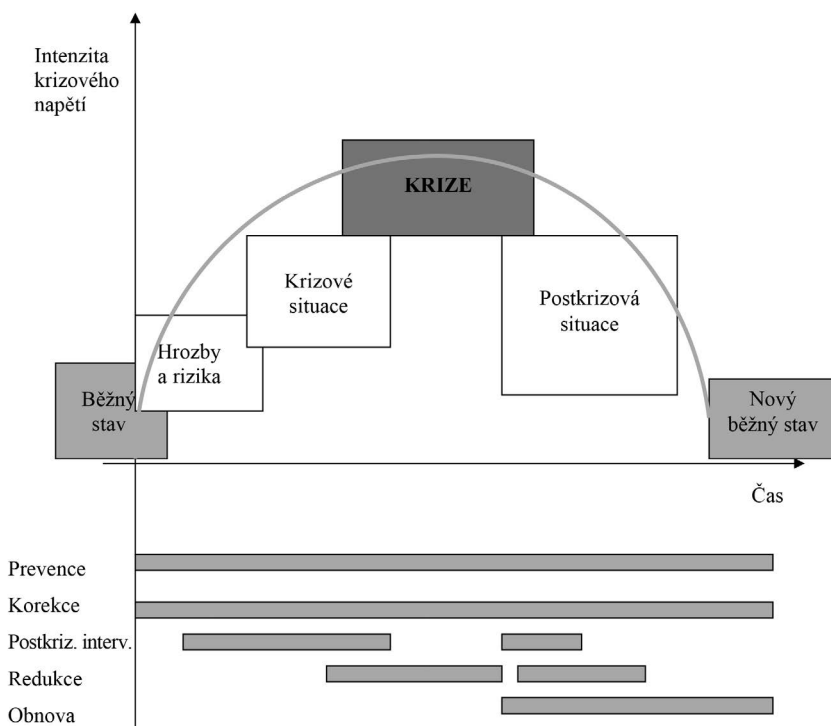 Intenzita
krizového
napětí
KRIZE
Krizové
situace
Postkrizová
situace
Hrozby
a rizika
Běžný
stav
Nový
běžný stav
Čas
Prevence
Korekce
Postkriz. interv.
Redukce
Obnova